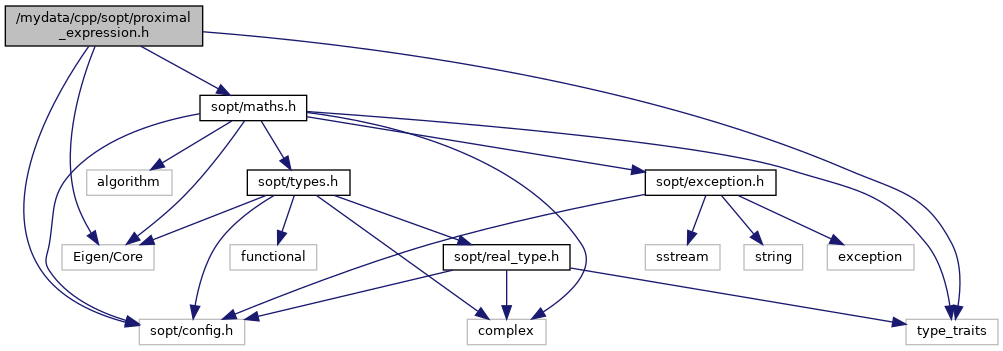 /mydata/cpp/sopt/proximal
_expression.h
sopt/maths.h
algorithm
sopt/types.h
sopt/exception.h
Eigen/Core
functional
sopt/real_type.h
sstream
string
exception
sopt/config.h
complex
type_traits